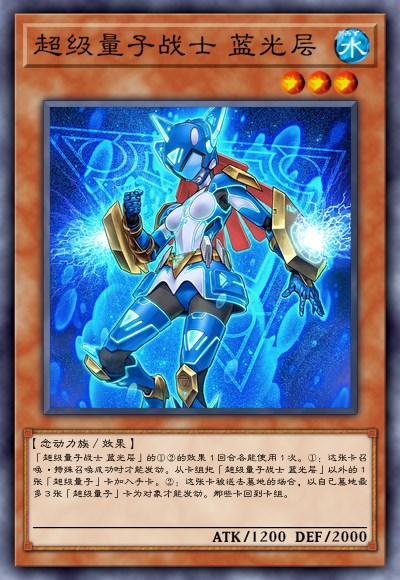 超级量子战士 蓝光层
水
【念动力族／效果】
「超级量子战士 蓝光层」的①②的效果1回合各能使用1次。①：这张卡召
唤·特殊召唤成功时才能发动。从卡组把「超级量子战士 蓝光层」以外的1
张「超级量子」卡加入手卡。②：这张卡被送去墓地的场合，以自己墓地最
多3张「超级量子」卡为对象才能发动。那些卡回到卡组。
ATK/1200 DEF/2000